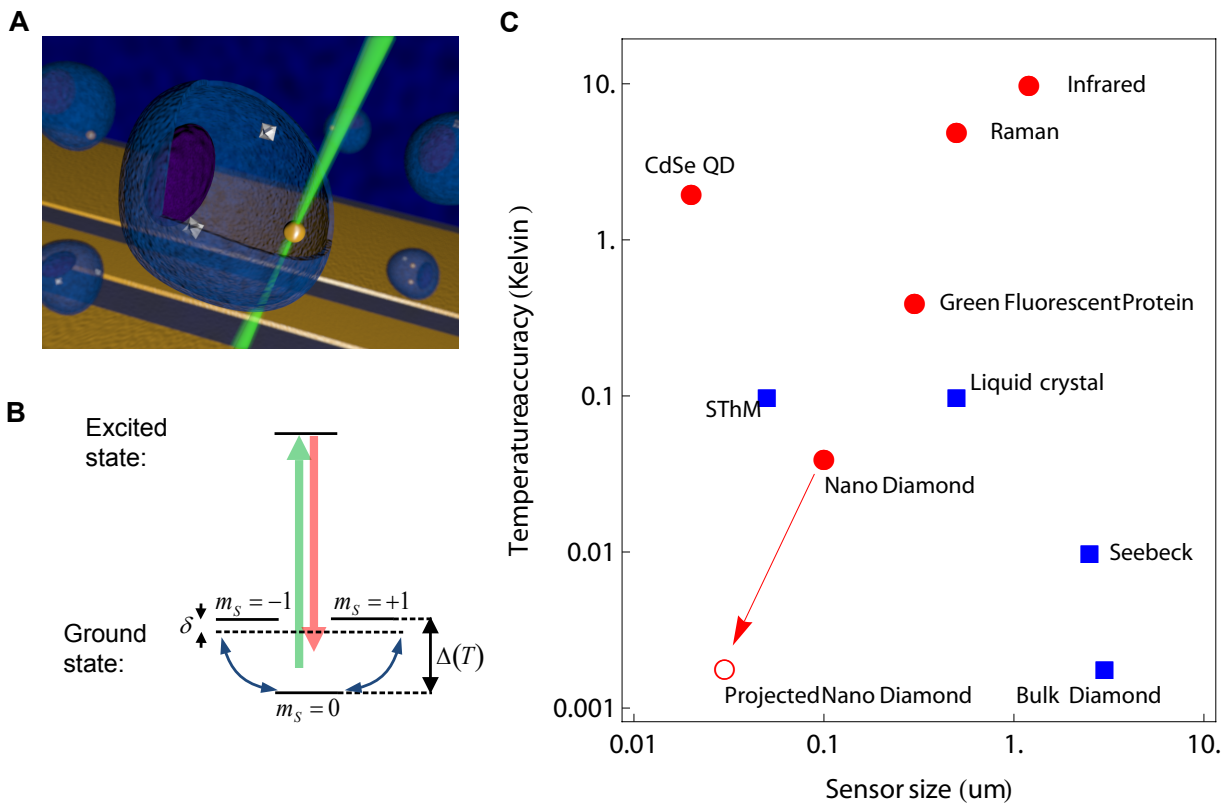 A
B
Excited
state:
m_S = −1
m_S = +1
δ
Ground
state:
Δ(T)
m_S = 0
C
Temperatureaccuracy (Kelvin)
10.
1.
0.1
0.01
0.001
Infrared
Raman
CdSe QD
Green FluorescentProtein
Liquid crystal
SThM
Nano Diamond
Seebeck
ProjectedNano Diamond
Bulk Diamond
0.01
0.1
1.
10.
Sensor size (um)